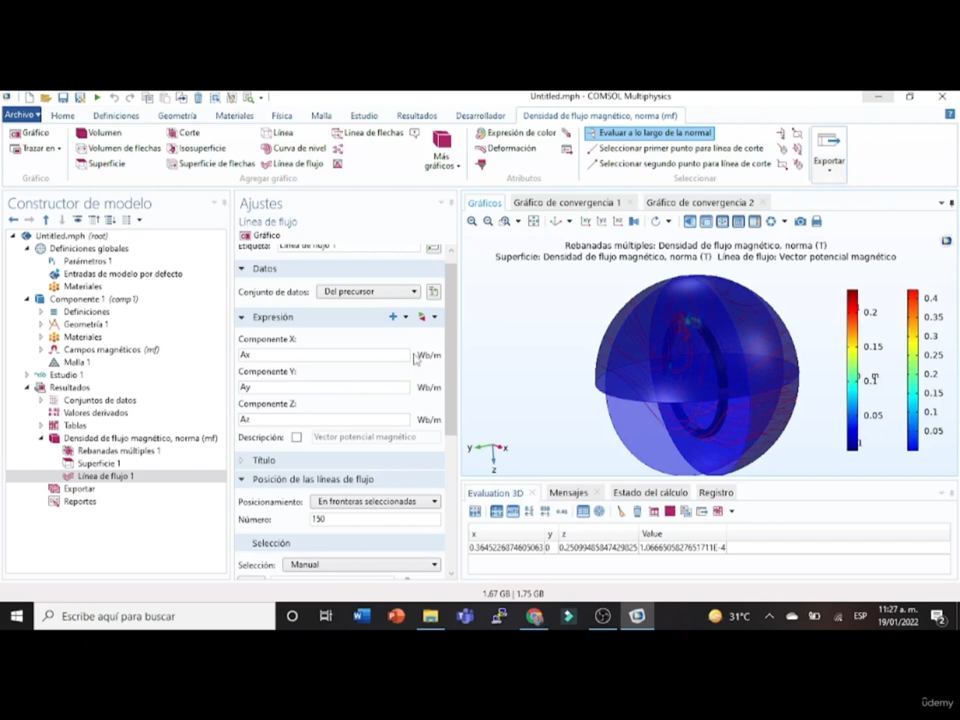 Untitled.mph - COMSOL Multiphysics
Archivo Home Definiciones Geometría Materiales Física Malla Estudio Resultados Desarrollador Densidad de flujo magnético, norma (mf)
Gráfico Volumen Corte Línea Línea de flechas Expresión de color Evaluar a lo largo de la normal
Trazar en Volumen de flechas Isosuperficie Curva de nivel Deformación Seleccionar primer punto para línea de corte
Superficie Superficie de flechas Línea de flujo Más gráficos Seleccionar segundo punto para línea de corte Exportar
Gráfico Agregar gráfico Atributos Seleccionar
Constructor de modelo
Untitled.mph (root)
Definiciones globales
Parámetros 1
Entradas de modelo por defecto
Materiales
Componente 1 (comp1)
Definiciones
Geometría 1
Materiales
Campos magnéticos (mf)
Malla 1
Estudio 1
Resultados
Conjuntos de datos
Valores derivados
Tablas
Densidad de flujo magnético, norma (mf)
Rebanadas múltiples 1
Superficie 1
Línea de flujo 1
Exportar
Reportes
Ajustes
Línea de flujo
Gráfico
Etiqueta: Línea de flujo 1
Datos
Conjunto de datos: Del precursor
Expresión
Componente X:
Ax Wb/m
Componente Y:
Ay Wb/m
Componente Z:
Az Wb/m
Descripción: Vector potencial magnético
Título
Posición de las líneas de flujo
Posicionamiento: En fronteras seleccionadas
Número: 150
Selección
Selección: Manual
Gráficos Gráfico de convergencia 1 Gráfico de convergencia 2
Rebanadas múltiples: Densidad de flujo magnético, norma (T)
Superficie: Densidad de flujo magnético, norma (T) Línea de flujo: Vector potencial magnético
0.2
0.15
0.1
0.05
0.4
0.35
0.3
0.25
0.2
0.15
0.1
0.05
m
y x
z
Evaluation 3D Mensajes Estado del cálculo Registro
x y z Value
0 1.0666505827651711E-4
1.67 GB | 1.75 GB
Escribe aquí para buscar
31°C ESP
11:27 a. m.
19/01/2022
2
ûdemy